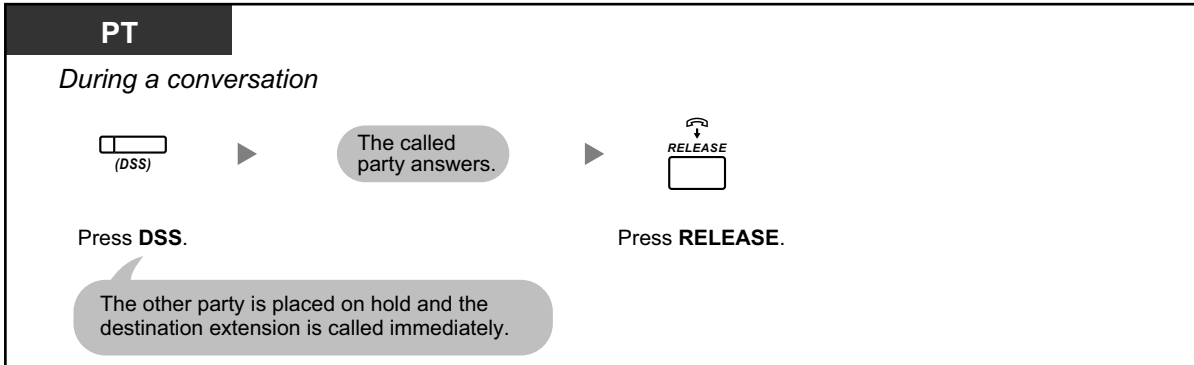 PT
During a conversation
(DSS)
The called
party answers.
RELEASE
Press DSS.
Press RELEASE.
The other party is placed on hold and the
destination extension is called immediately.